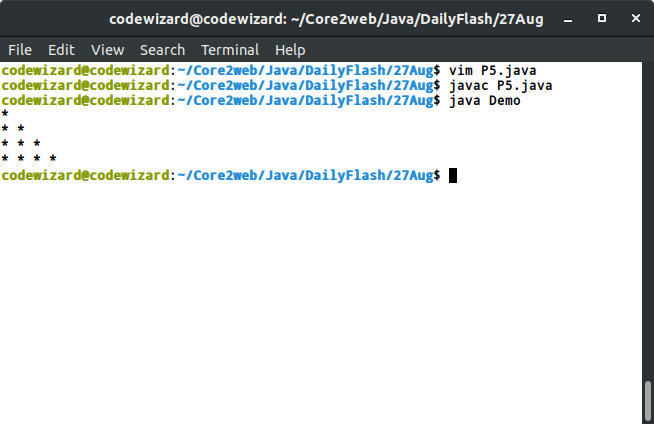 codewizard@codewizard: ~/Core2web/Java/DailyFlash/27Aug
File Edit View Search Terminal Help
codewizard@codewizard:~/Core2web/Java/DailyFlash/27Aug$ vim P5.java
codewizard@codewizard:~/Core2web/Java/DailyFlash/27Aug$ javac P5.java
codewizard@codewizard:~/Core2web/Java/DailyFlash/27Aug$ java Demo
*
* *
* * *
* * * *
codewizard@codewizard:~/Core2web/Java/DailyFlash/27Aug$